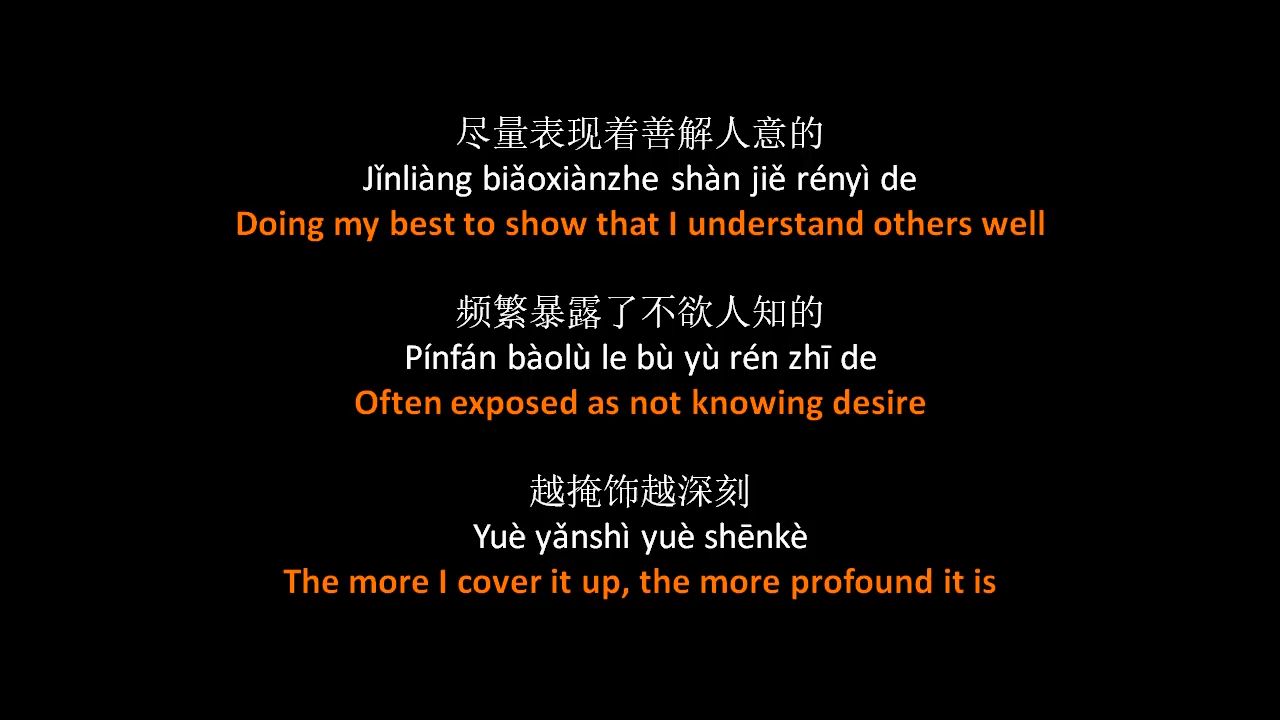 尽量表现着善解人意的
Jǐnliàng biǎoxiànzhe shàn jiě rényì de
Doing my best to show that I understand others well
频繁暴露了不欲人知的
Pínfán bàolù le bù yù rén zhī de
Often exposed as not knowing desire
越掩饰越深刻
Yuè yǎnshì yuè shēnkè
The more I cover it up, the more profound it is